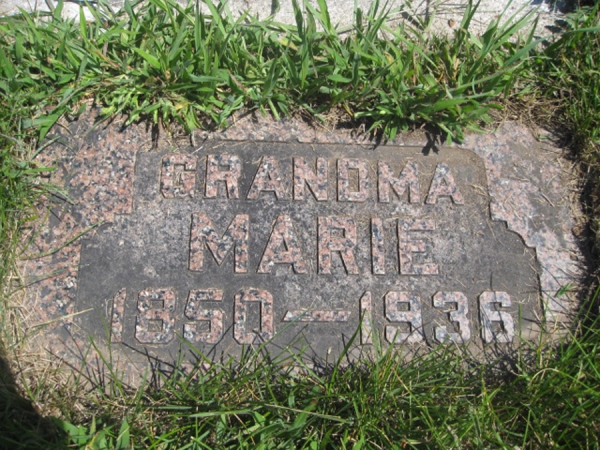 GRANDMA
MARIE
1850 — 1936